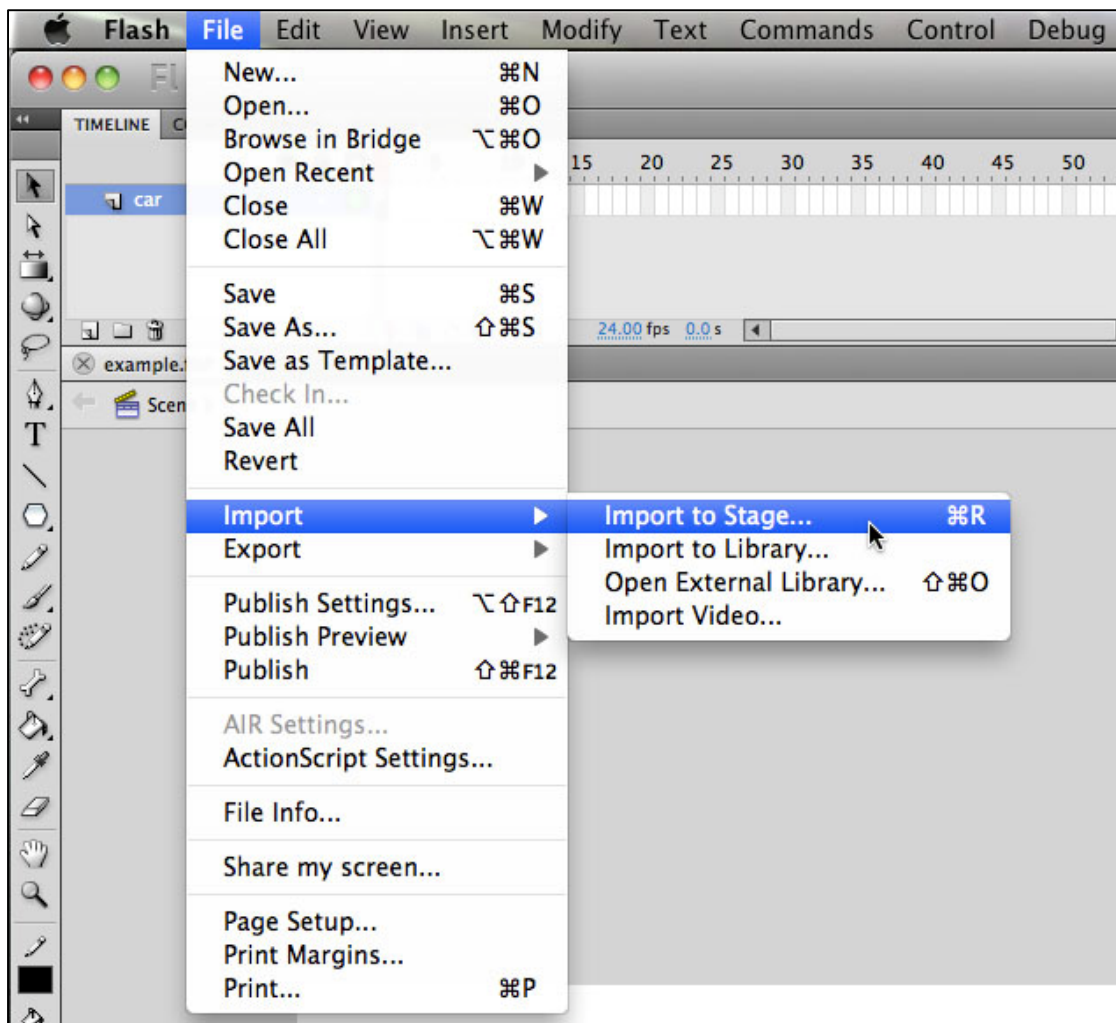 Flash File Edit View Insert Modify Text Commands Control Debug
New... ⌘N
Open... ⌘O
TIMELINE
Browse in Bridge ⌥⌘O
15 20 25 30 35 40 45 50
Open Recent ▶
car
Close ⌘W
Close All ⌥⌘W
Save ⌘S
Save As... ⇧⌘S
24.00 fps 0.0 s
Save as Template...
example.
Check In...
Scen
Save All
Revert
Import ▶
Import to Stage... ⌘R
Export ▶
Import to Library...
Open External Library... ⇧⌘O
Import Video...
Publish Settings... ⌥⇧F12
Publish Preview ▶
Publish ⇧⌘F12
AIR Settings...
ActionScript Settings...
File Info...
Share my screen...
Page Setup...
Print Margins...
Print... ⌘P